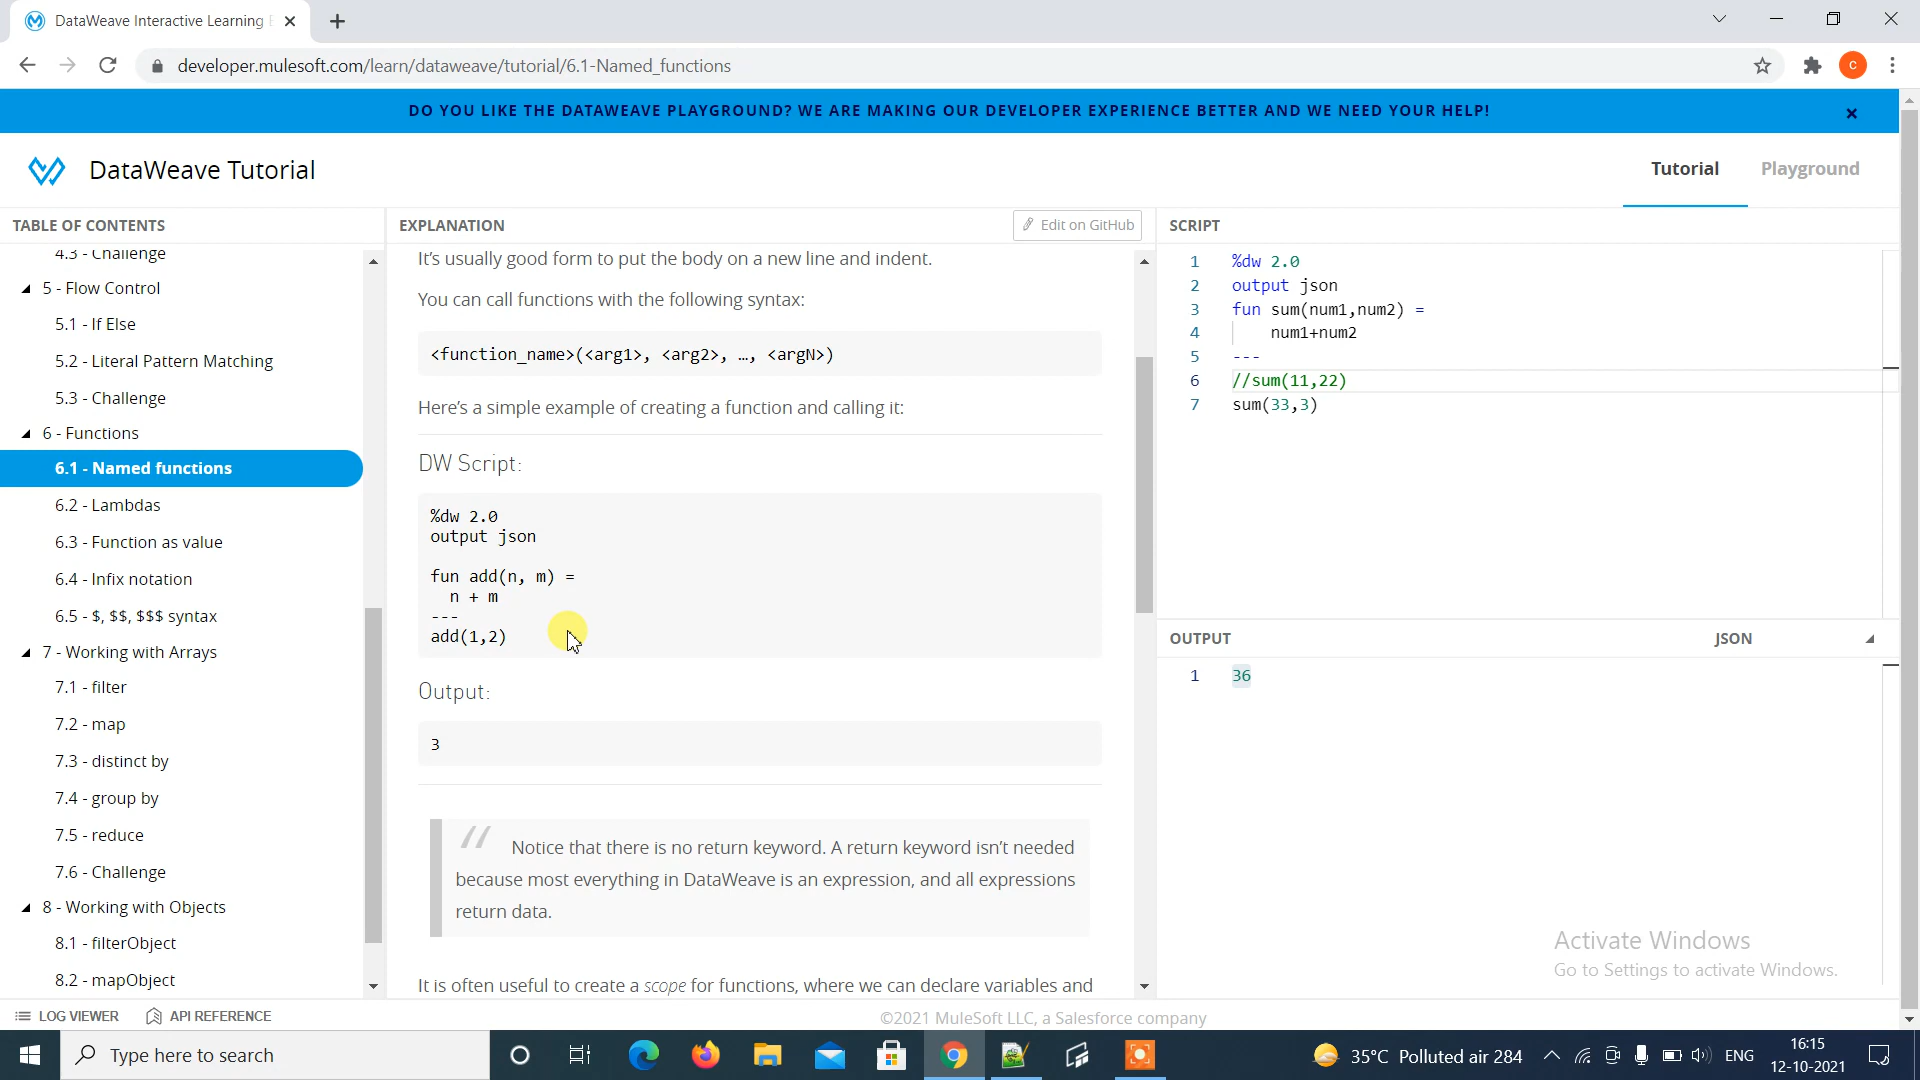 DataWeave Interactive Learning
developer.mulesoft.com/learn/dataweave/tutorial/6.1-Named_functions
C
DO YOU LIKE THE DATAWEAVE PLAYGROUND? WE ARE MAKING OUR DEVELOPER EXPERIENCE BETTER AND WE NEED YOUR HELP!
DataWeave Tutorial
Tutorial
Playground
TABLE OF CONTENTS
4.3 - Challenge
5 - Flow Control
5.1 - If Else
5.2 - Literal Pattern Matching
5.3 - Challenge
6 - Functions
6.1 - Named functions
6.2 - Lambdas
6.3 - Function as value
6.4 - Infix notation
6.5 - $, $$, $$$ syntax
7 - Working with Arrays
7.1 - filter
7.2 - map
7.3 - distinct by
7.4 - group by
7.5 - reduce
7.6 - Challenge
8 - Working with Objects
8.1 - filterObject
8.2 - mapObject
EXPLANATION
Edit on GitHub
It's usually good form to put the body on a new line and indent.
You can call functions with the following syntax:
<function_name>(<arg1>, <arg2>, …, <argN>)
Here's a simple example of creating a function and calling it:
DW Script:
%dw 2.0
output json
fun add(n, m) =
n + m
---
add(1,2)
Output:
3
Notice that there is no return keyword. A return keyword isn't needed
because most everything in DataWeave is an expression, and all expressions
return data.
It is often useful to create a scope for functions, where we can declare variables and
SCRIPT
1 %dw 2.0
2 output json
3 fun sum(num1,num2) =
4 num1+num2
5 ---
6 //sum(11,22)
7 sum(33,3)
OUTPUT
JSON
1 36
Activate Windows
Go to Settings to activate Windows.
LOG VIEWER
API REFERENCE
©2021 MuleSoft LLC, a Salesforce company
Type here to search
35°C Polluted air 284
ENG
16:15
12-10-2021